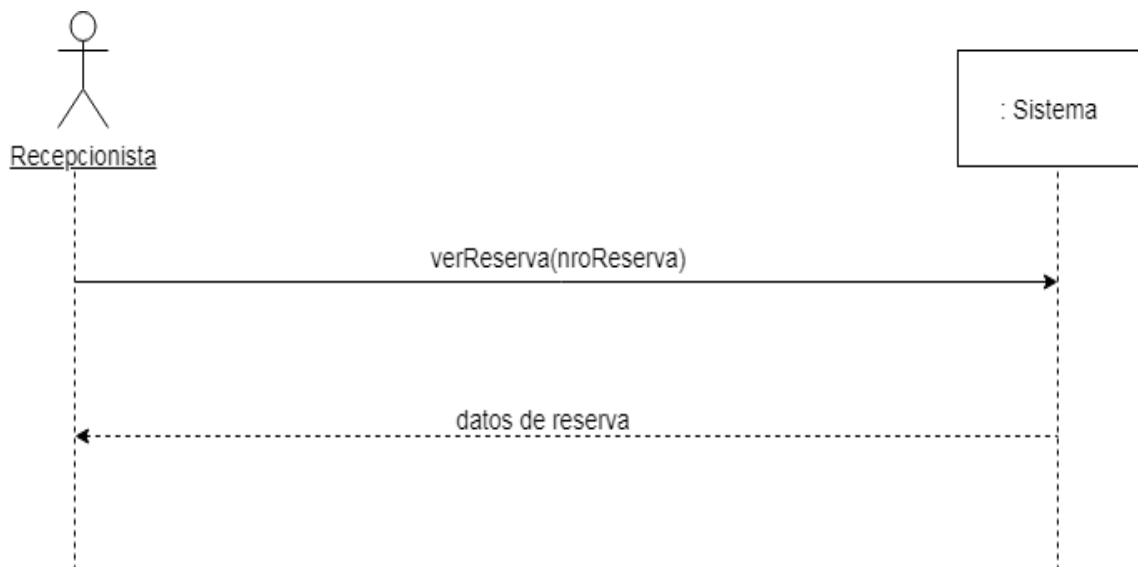 Recepcionista
: Sistema
verReserva(nroReserva)
datos de reserva